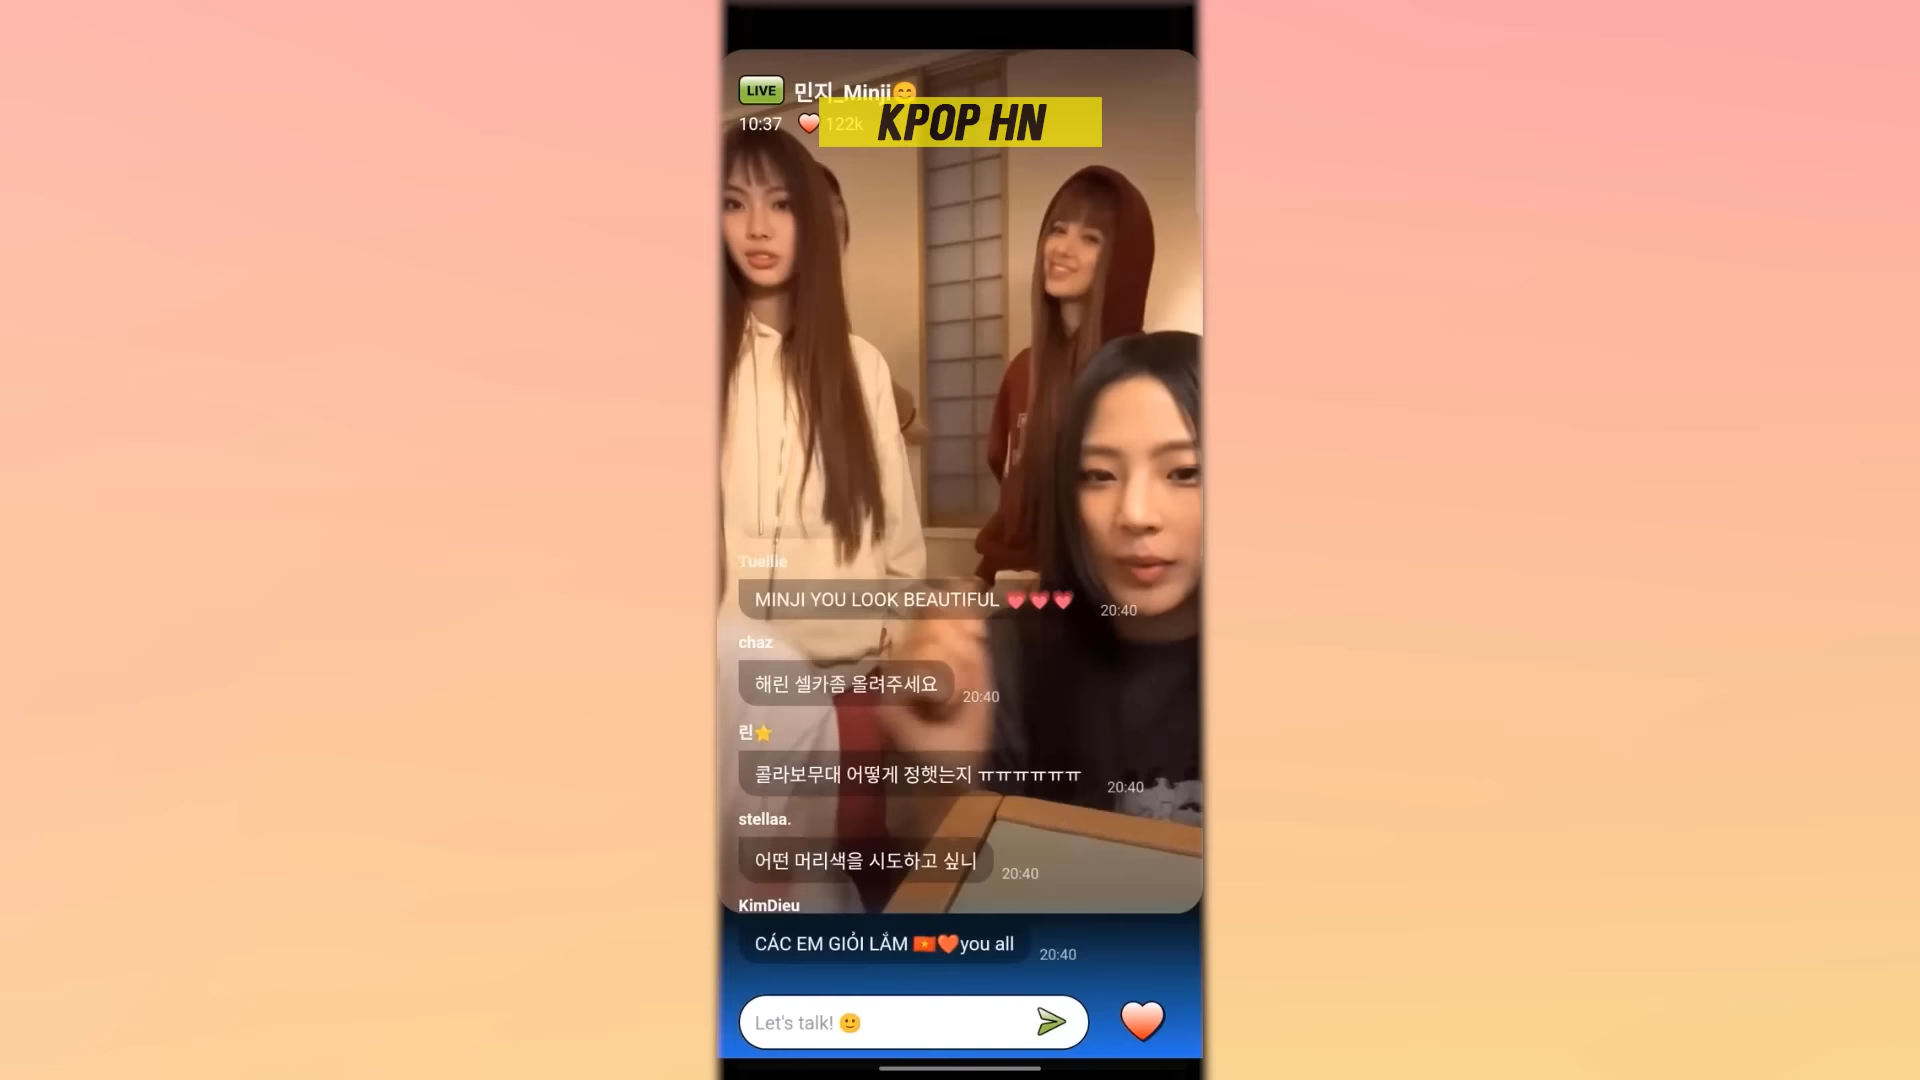 LIVE 민지_Minji😊
KPOP HN
10:37 122k
Tuellie
MINJI YOU LOOK BEAUTIFUL 💗💗💗 20:40
chaz
해린 셀카좀 올려주세요 20:40
린⭐
콜라보무대 어떻게 정햇는지 ㅠㅠㅠㅠㅠㅠ 20:40
stellaa.
어떤 머리색을 시도하고 싶니 20:40
KimDieu
CÁC EM GIỎI LẮM 🇻🇳❤️you all 20:40
Let's talk! 🙂